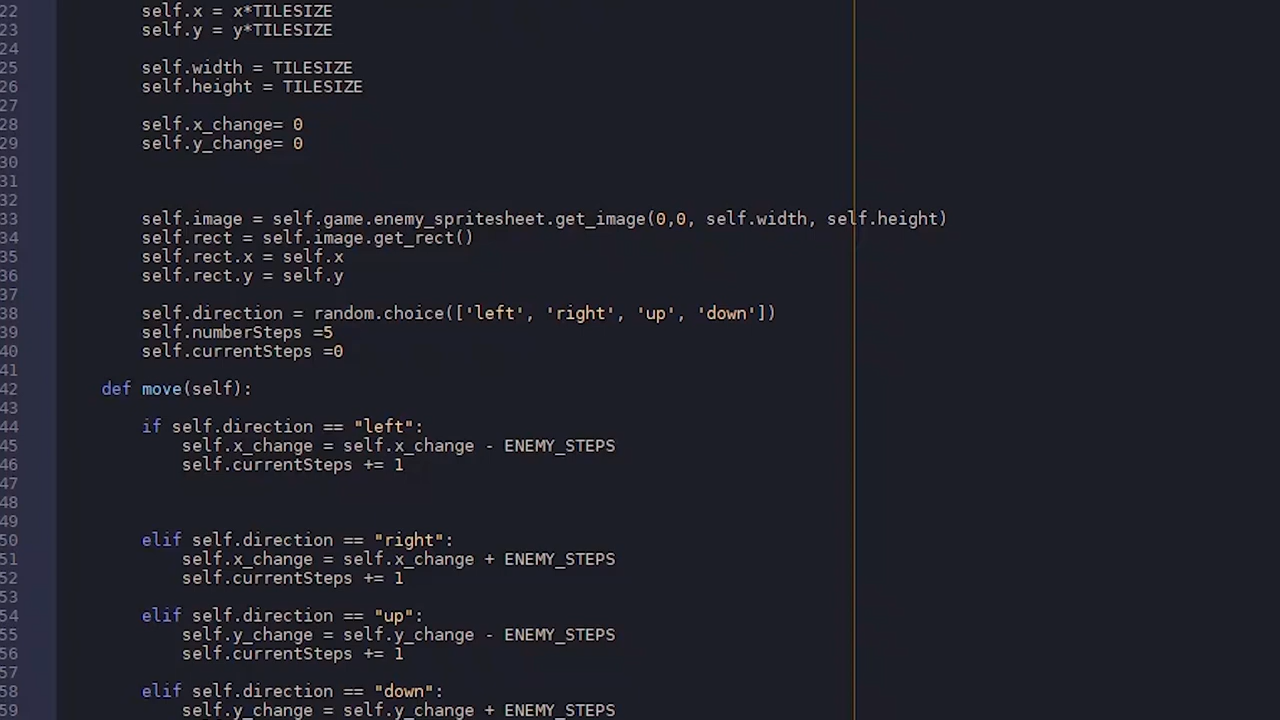 22 self.x = x*TILESIZE
23 self.y = y*TILESIZE
24
25 self.width = TILESIZE
26 self.height = TILESIZE
27
28 self.x_change= 0
29 self.y_change= 0
30
31
32
33 self.image = self.game.enemy_spritesheet.get_image(0,0, self.width, self.height)
34 self.rect = self.image.get_rect()
35 self.rect.x = self.x
36 self.rect.y = self.y
37
38 self.direction = random.choice(['left', 'right', 'up', 'down'])
39 self.numberSteps =5
40 self.currentSteps =0
41
42 def move(self):
43
44 if self.direction == "left":
45 self.x_change = self.x_change - ENEMY_STEPS
46 self.currentSteps += 1
47
48
49
50 elif self.direction == "right":
51 self.x_change = self.x_change + ENEMY_STEPS
52 self.currentSteps += 1
53
54 elif self.direction == "up":
55 self.y_change = self.y_change - ENEMY_STEPS
56 self.currentSteps += 1
57
58 elif self.direction == "down":
59 self.y_change = self.y_change + ENEMY_STEPS